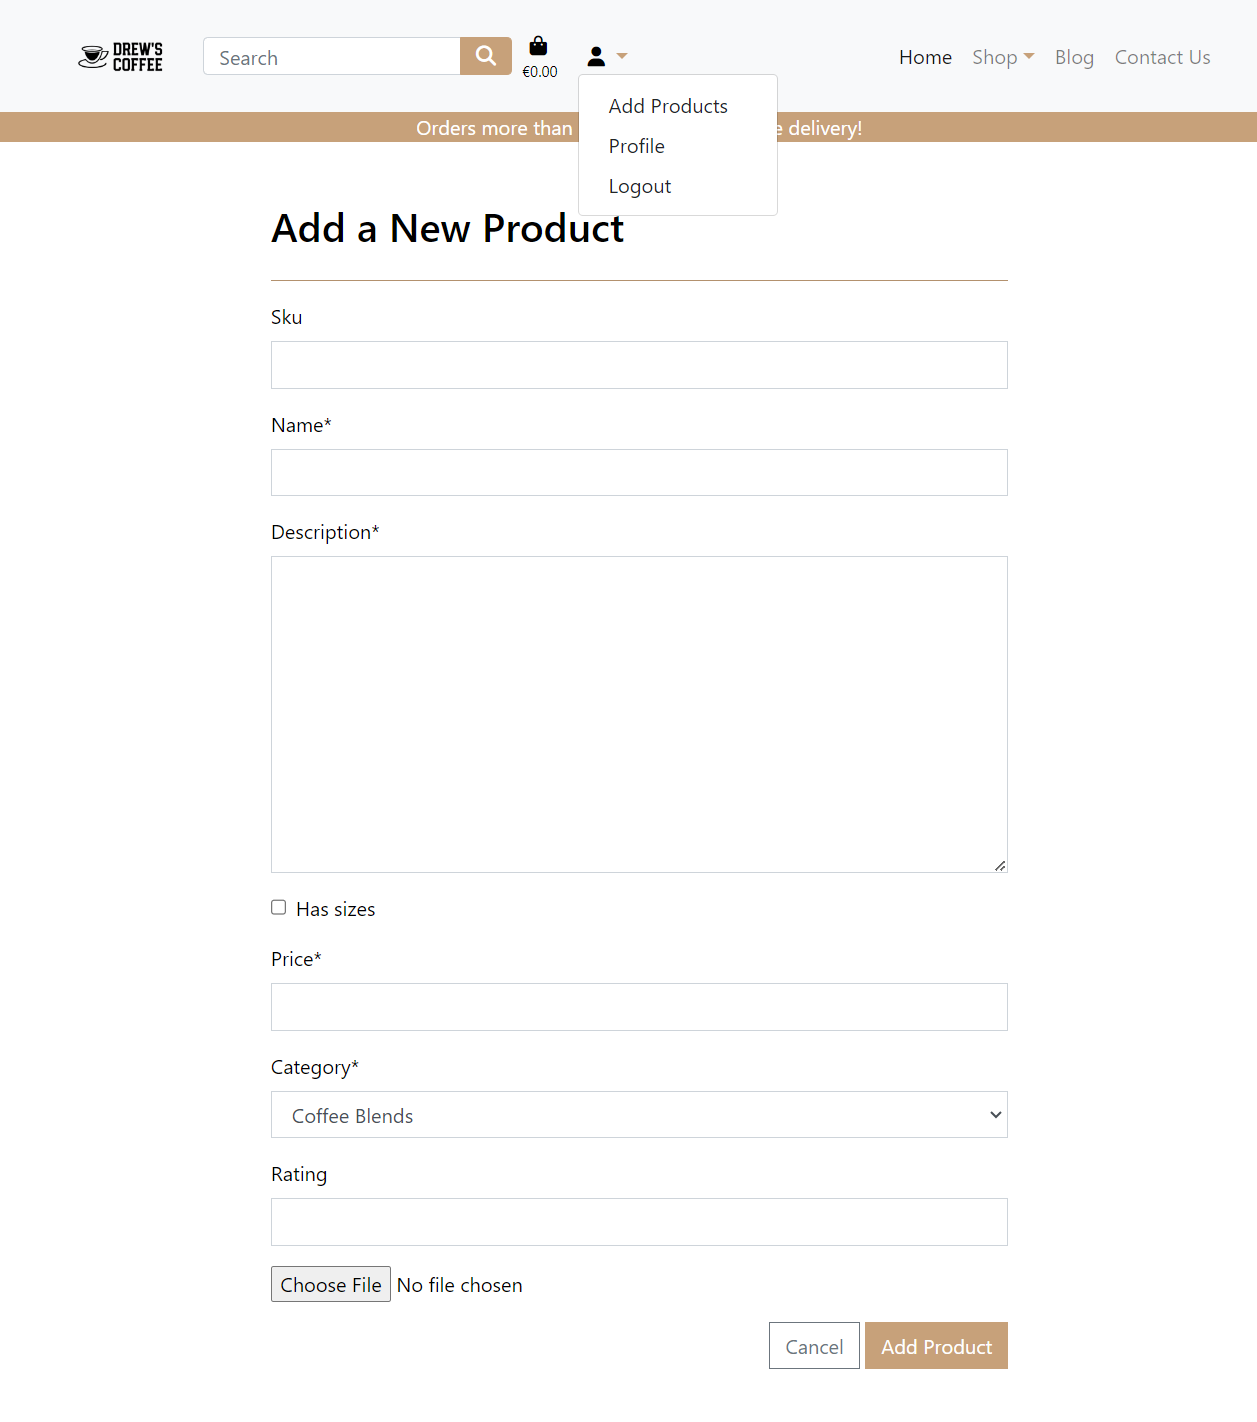 DREW'S
COFFEE
Search
€0.00
Home
Shop
Blog
Contact Us
Add Products
Profile
Logout
Orders more than
e delivery!
Add a New Product
Sku
Name*
Description*
Has sizes
Price*
Category*
Coffee Blends
Rating
Choose File No file chosen
Cancel
Add Product